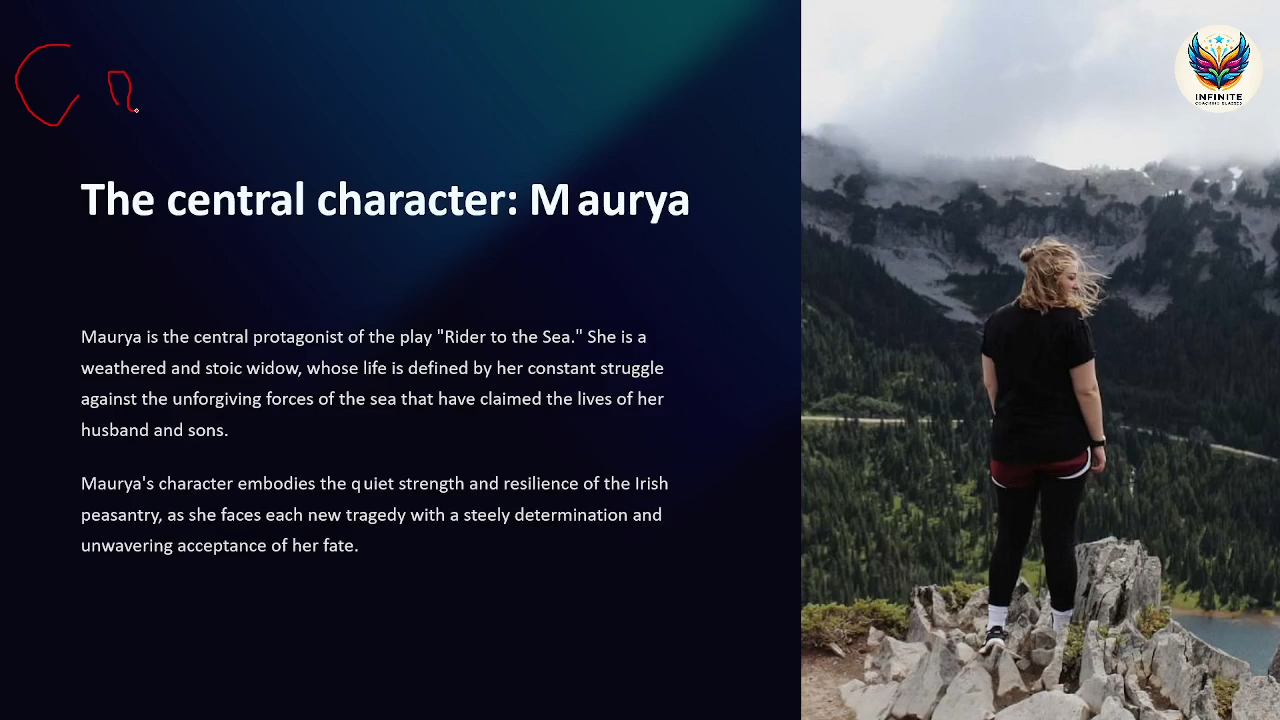 The central character: Maurya
Maurya is the central protagonist of the play "Rider to the Sea." She is a
weathered and stoic widow, whose life is defined by her constant struggle
against the unforgiving forces of the sea that have claimed the lives of her
husband and sons.
Maurya's character embodies the quiet strength and resilience of the Irish
peasantry, as she faces each new tragedy with a steely determination and
unwavering acceptance of her fate.
INFINITE
COACHING CLASSES